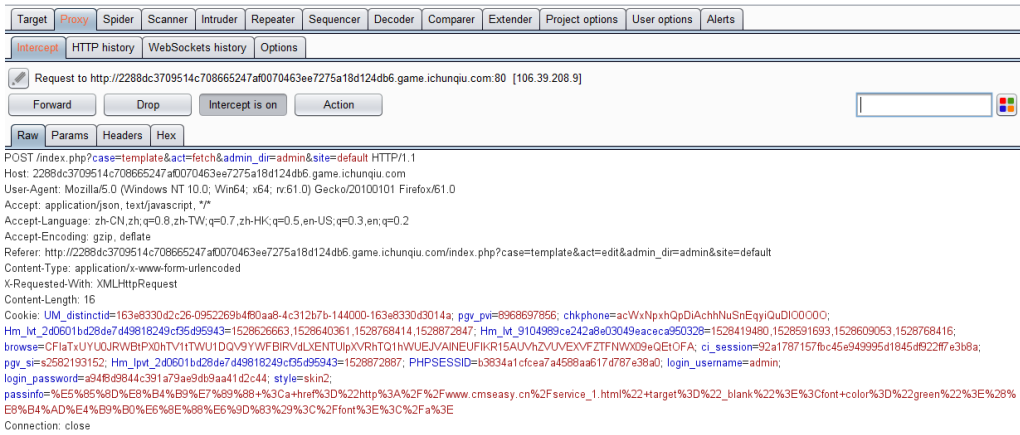 Target Proxy Spider Scanner Intruder Repeater Sequencer Decoder Comparer Extender Project options User options Alerts
Intercept HTTP history WebSockets history Options
Request to http://2288dc3709514c708665247af0070463ee7275a18d124db6.game.ichunqiu.com:80 [106.39.208.9]
Forward Drop Intercept is on Action
Raw Params Headers Hex
POST /index.php?case=template&act=fetch&admin_dir=admin&site=default HTTP/1.1
Host: 2288dc3709514c708665247af0070463ee7275a18d124db6.game.ichunqiu.com
User-Agent: Mozilla/5.0 (Windows NT 10.0; Win64; x64; rv:61.0) Gecko/20100101 Firefox/61.0
Accept: application/json, text/javascript, */*
Accept-Language: zh-CN,zh;q=0.8,zh-TW;q=0.7,zh-HK;q=0.5,en-US;q=0.3,en;q=0.2
Accept-Encoding: gzip, deflate
Referer: http://2288dc3709514c708665247af0070463ee7275a18d124db6.game.ichunqiu.com/index.php?case=template&act=edit&admin_dir=admin&site=default
Content-Type: application/x-www-form-urlencoded
X-Requested-With: XMLHttpRequest
Content-Length: 16
Cookie: UM_distinctid=163e8330d2c26-0952269b4f80aa8-4c312b7b-144000-163e8330d3014a; pgv_pvi=8968697856; chkphone=acWxNpxhQpDiAchhNuSnEqyiQuDIO0O0O;
Hm_lvt_2d0601bd28de7d49818249cf35d95943=1528626663,1528640361,1528768414,1528872847; Hm_lvt_9104989ce242a8e03049eaceca950328=1528419480,1528591693,1528609053,1528768416;
browse=CFlaTxUYU0JRWBtPX0hTV1tTWU1DQV9YWFBIRVdLXENTUlpXVRhTQ1hWUEJVAlNEUFlKR15AUVhZVUVEXVFZTFNWX09eQEtOFA; ci_session=92a1787157fbc45e949995d1845df922ff7e3b8a;
pgv_si=s2582193152; Hm_lpvt_2d0601bd28de7d49818249cf35d95943=1528872887; PHPSESSID=b3834a1cfcea7a4588aa617d787e38a0; login_username=admin;
login_password=a94f8d9844c391a79ae9db9aa41d2c44; style=skin2;
passinfo=%E5%85%8D%E8%B4%B9%E7%89%88+%3Ca+href%3D%22http%3A%2F%2Fwww.cmseasy.cn%2Fservice_1.html%22+target%3D%22_blank%22%3E%3Cfont+color%3D%22green%22%3E%28%
E8%B4%AD%E4%B9%B0%E6%8E%88%E6%9D%83%29%3C%2Ffont%3E%3C%2Fa%3E
Connection: close